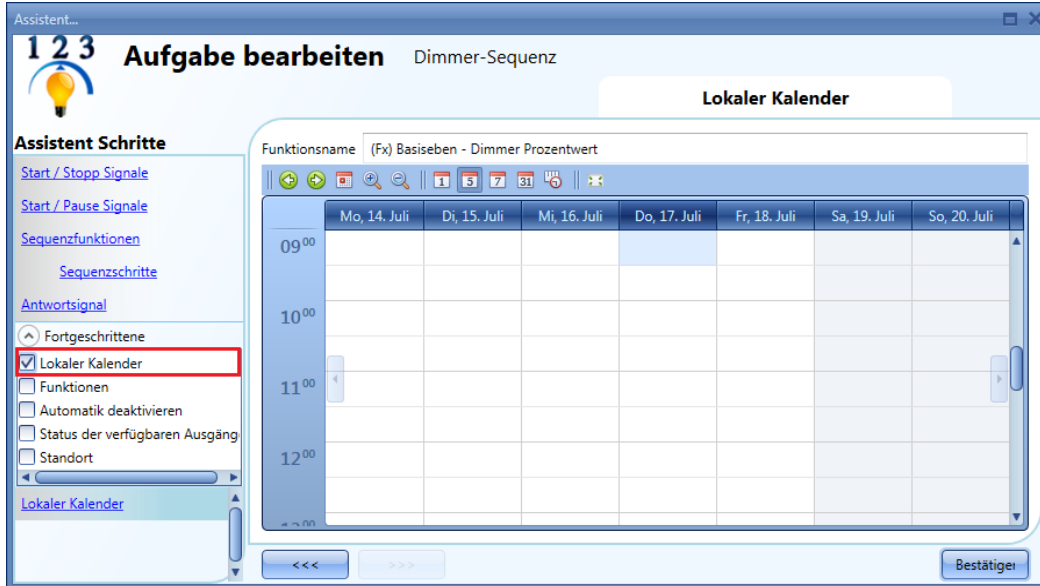 Assistent...
1 2 3
Aufgabe bearbeiten Dimmer-Sequenz
Lokaler Kalender
Assistent Schritte
Start / Stopp Signale
Start / Pause Signale
Sequenzfunktionen
Sequenzschritte
Antwortsignal
Fortgeschrittene
Lokaler Kalender
Funktionen
Automatik deaktivieren
Status der verfügbaren Ausgäng
Standort
Lokaler Kalender
Funktionsname (Fx) Basiseben - Dimmer Prozentwert
1 5 7 31
Mo, 14. Juli Di, 15. Juli Mi, 16. Juli Do, 17. Juli Fr, 18. Juli Sa, 19. Juli So, 20. Juli
09 00
10 00
11 00
12 00
<<< >>> Bestätiger